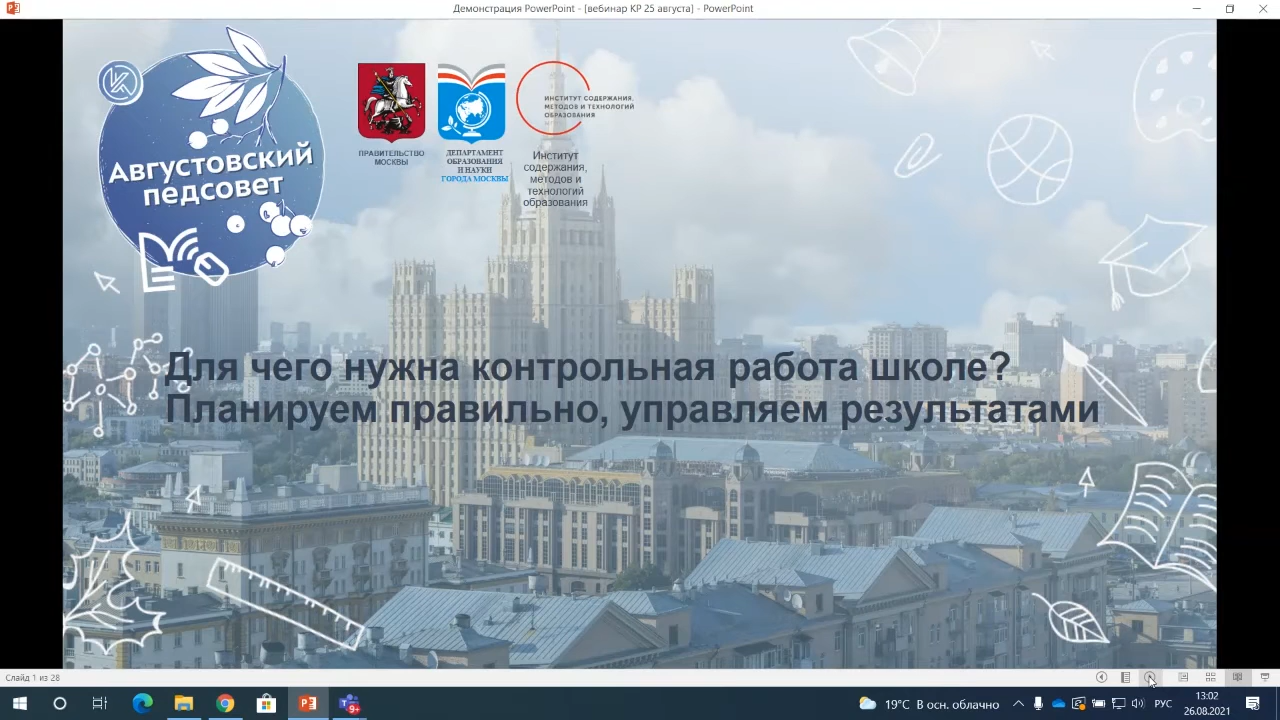 Демонстрация PowerPoint - [вебинар КР 25 августа] - PowerPoint
Августовский
педсовет
ПРАВИТЕЛЬСТВО
МОСКВЫ
ДЕПАРТАМЕНТ
ОБРАЗОВАНИЯ
И НАУКИ
ГОРОДА МОСКВЫ
ИНСТИТУТ СОДЕРЖАНИЯ,
МЕТОДОВ И ТЕХНОЛОГИЙ
ОБРАЗОВАНИЯ
Институт
содержания,
методов и
технологий
образования
Для чего нужна контрольная работа школе?
Планируем правильно, управляем результатами
Слайд 1 из 28
9+
19°C В осн. облачно
РУС
13:02
26.08.2021